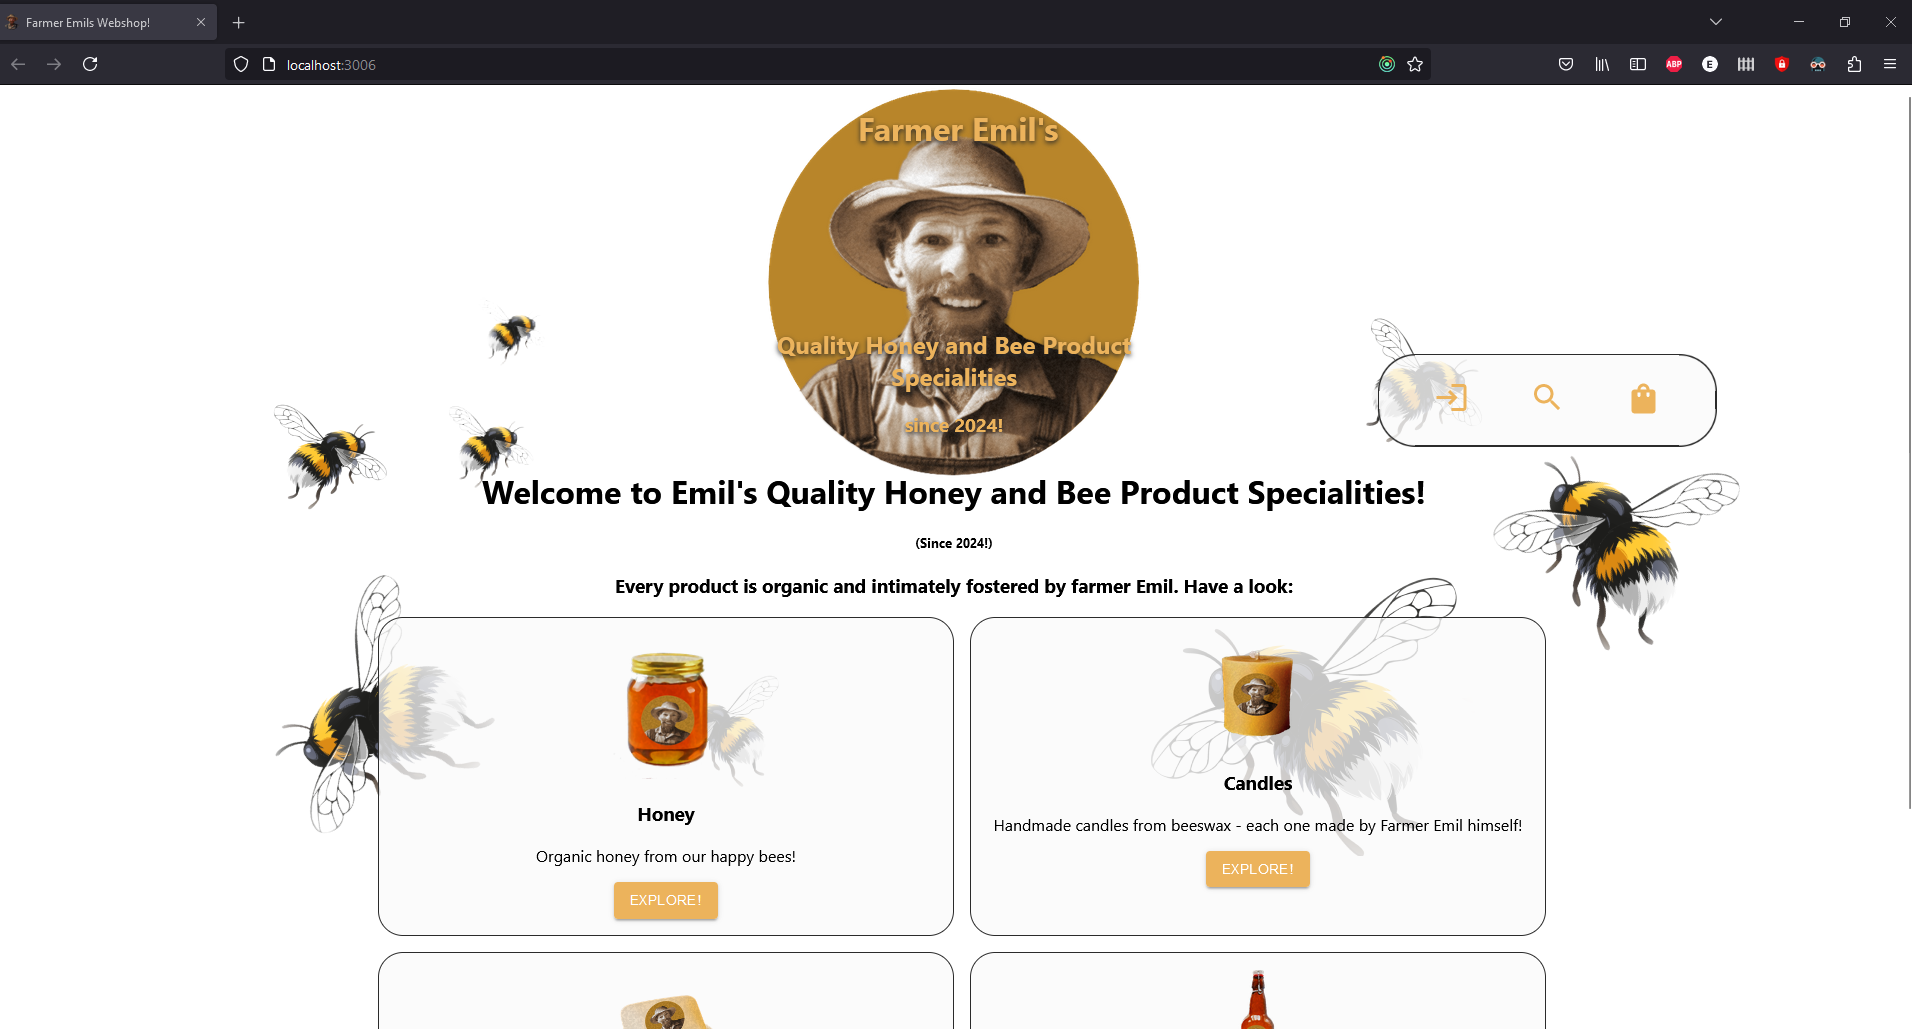 Farmer Emils Webshop!
localhost:3006
ABP
E
Farmer Emil's
Quality Honey and Bee Product
Specialities
since 2024!
Welcome to Emil's Quality Honey and Bee Product Specialities!
(Since 2024!)
Every product is organic and intimately fostered by farmer Emil. Have a look:
Honey
Organic honey from our happy bees!
EXPLORE!
Candles
Handmade candles from beeswax - each one made by Farmer Emil himself!
EXPLORE!